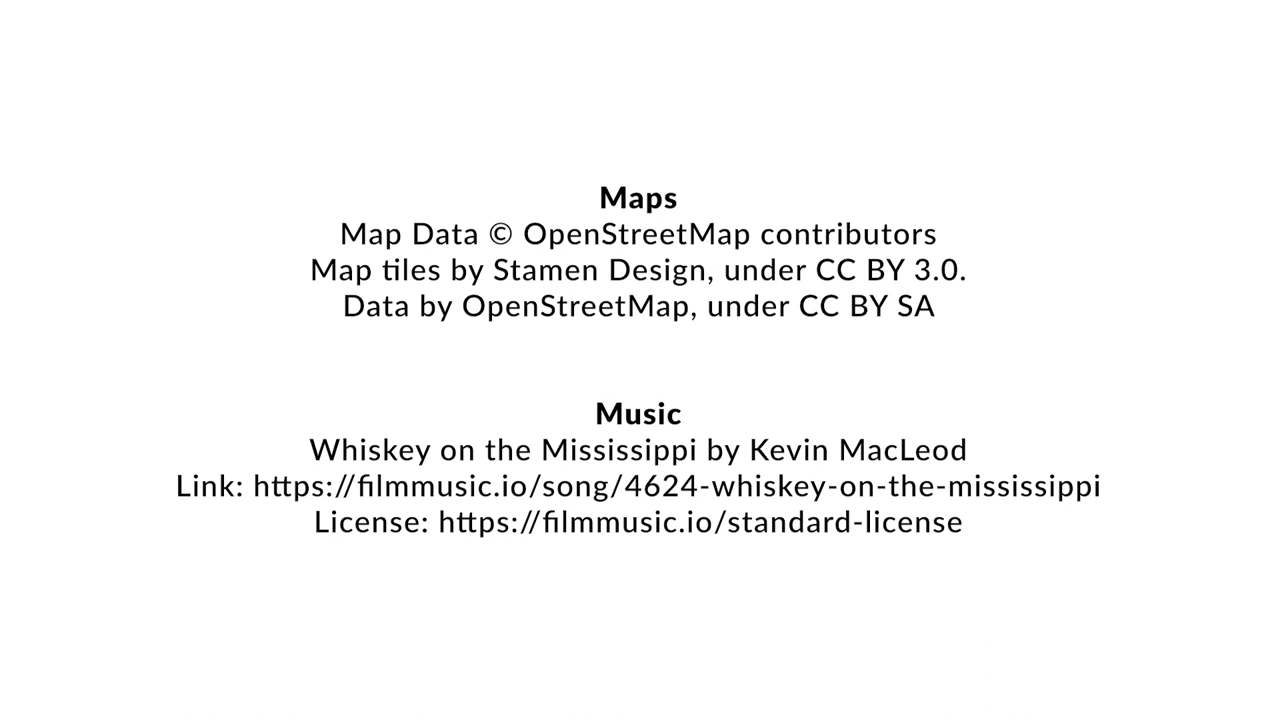 Maps
Map Data © OpenStreetMap contributors
Map tiles by Stamen Design, under CC BY 3.0.
Data by OpenStreetMap, under CC BY SA
Music
Whiskey on the Mississippi by Kevin MacLeod
Link: https://filmmusic.io/song/4624-whiskey-on-the-mississippi
License: https://filmmusic.io/standard-license